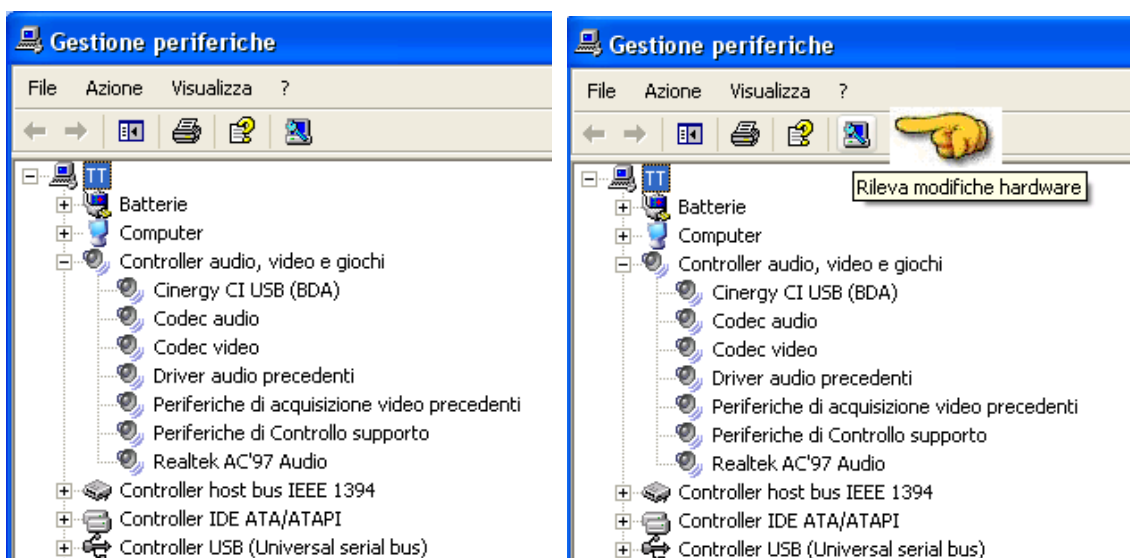 Gestione periferiche
File Azione Visualizza ?
TT
Batterie
Computer
Controller audio, video e giochi
Cinergy CI USB (BDA)
Codec audio
Codec video
Driver audio precedenti
Periferiche di acquisizione video precedenti
Periferiche di Controllo supporto
Realtek AC'97 Audio
Controller host bus IEEE 1394
Controller IDE ATA/ATAPI
Controller USB (Universal serial bus)
Gestione periferiche
File Azione Visualizza ?
Rileva modifiche hardware
TT
Batterie
Computer
Controller audio, video e giochi
Cinergy CI USB (BDA)
Codec audio
Codec video
Driver audio precedenti
Periferiche di acquisizione video precedenti
Periferiche di Controllo supporto
Realtek AC'97 Audio
Controller host bus IEEE 1394
Controller IDE ATA/ATAPI
Controller USB (Universal serial bus)